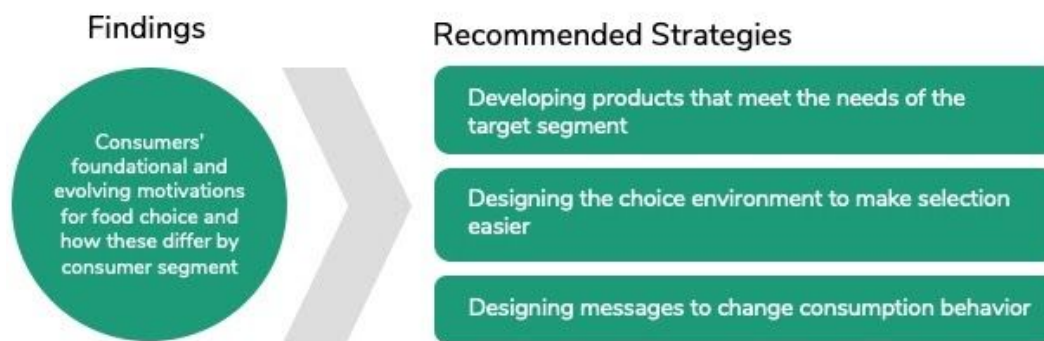 Findings
Consumers'
foundational and
evolving motivations
for food choice and
how these differ by
consumer segment
Recommended Strategies
Developing products that meet the needs of the
target segment
Designing the choice environment to make selection
easier
Designing messages to change consumption behavior